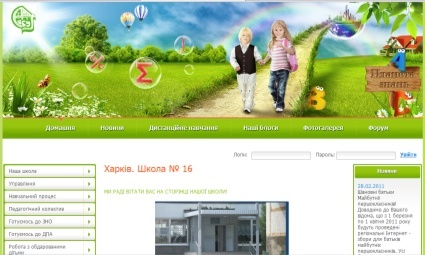 Планета
знань
Домашня Новини Дистанційне навчання Наші блоги Фотогалерея Форум
Логін: Пароль: Увійти
Наша школа
Управління
Навчальний процес
Педагогічний колектив
Готуємось до ЗНО
Готуємось до ДПА
Робота з обдарованими
дітьми
Харків. Школа № 16
МИ РАДІ ВІТАТИ ВАС НА СТОРІНЦІ НАШОЇ ШКОЛИ!
Новини
28.02.2011
Шановні батьки
Майбутніх
першокласників!
Доводимо до Вашого
відома, що з 1 березня
по 1 квітня 2011 року
будуть проведені
регіональні Інтернет -
збори для батьків
майбутніх
першокласників. Усі